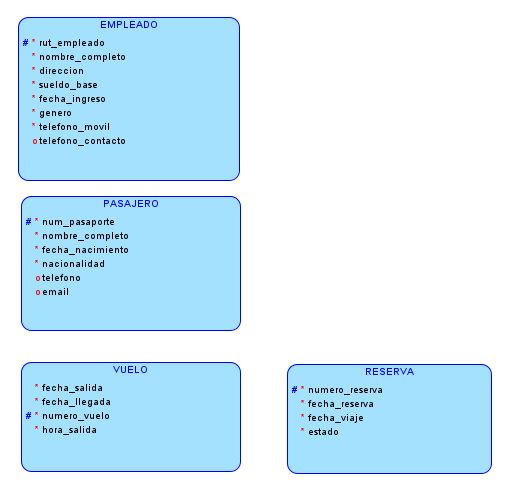 EMPLEADO
# * rut_empleado
* nombre_completo
* direccion
* sueldo_base
* fecha_ingreso
* genero
* telefono_movil
o telefono_contacto
PASAJERO
# * num_pasaporte
* nombre_completo
* fecha_nacimiento
* nacionalidad
o telefono
o email
VUELO
* fecha_salida
* fecha_llegada
# * numero_vuelo
* hora_salida
RESERVA
# * numero_reserva
* fecha_reserva
* fecha_viaje
* estado